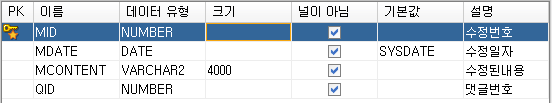 PK 이름 데이터 유형 크기 널이 아님 기본값 설명
MID NUMBER 수정번호
MDATE DATE SYSDATE 수정일자
MCONTENT VARCHAR2 4000 수정된내용
QID NUMBER 댓글번호